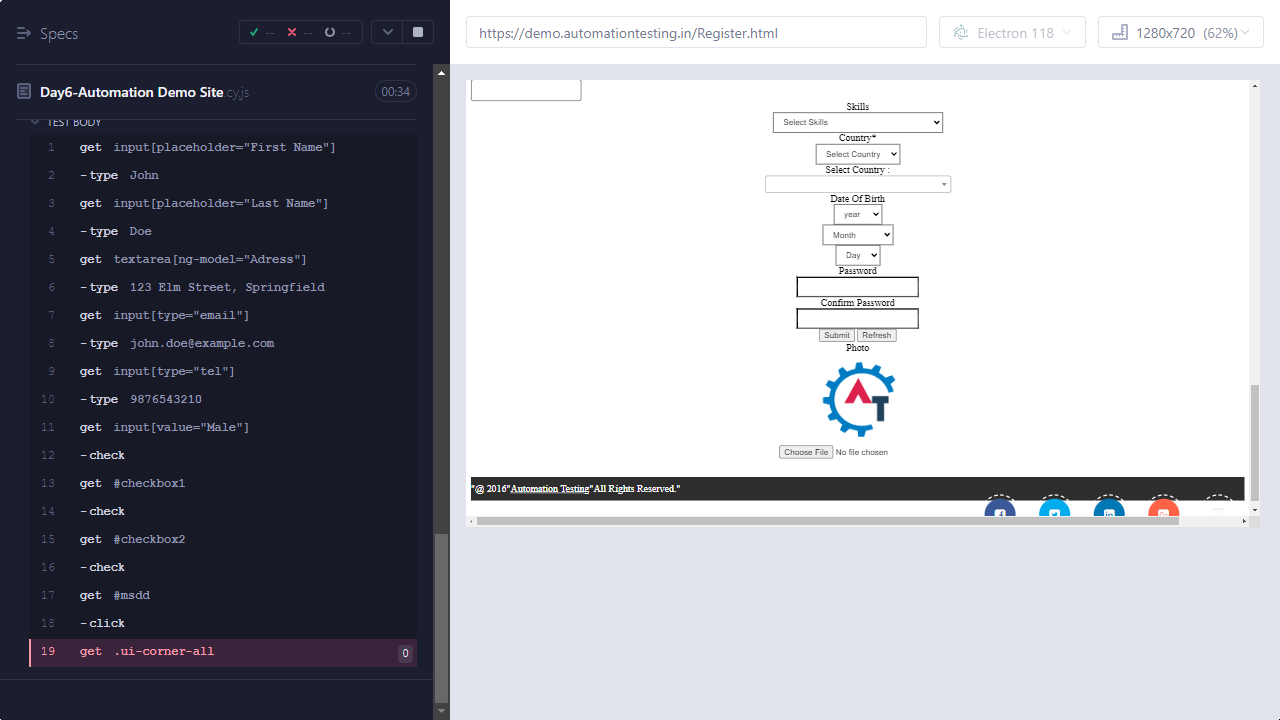 Specs
-- -- --
https://demo.automationtesting.in/Register.html
Electron 118
1280x720 (62%)
Day6-Automation Demo Site.cy.js
00:34
TEST BODY
1 get input[placeholder="First Name"]
2 -type John
3 get input[placeholder="Last Name"]
4 -type Doe
5 get textarea[ng-model="Adress"]
6 -type 123 Elm Street, Springfield
7 get input[type="email"]
8 -type john.doe@example.com
9 get input[type="tel"]
10 -type 9876543210
11 get input[value="Male"]
12 -check
13 get #checkbox1
14 -check
15 get #checkbox2
16 -check
17 get #msdd
18 -click
19 get .ui-corner-all 0
Skills
Select Skills
Country*
Select Country
Select Country :
Date Of Birth
year
Month
Day
Password
Confirm Password
Submit Refresh
Photo
AT
Choose File No file chosen
"@ 2016"Automation Testing"All Rights Reserved."